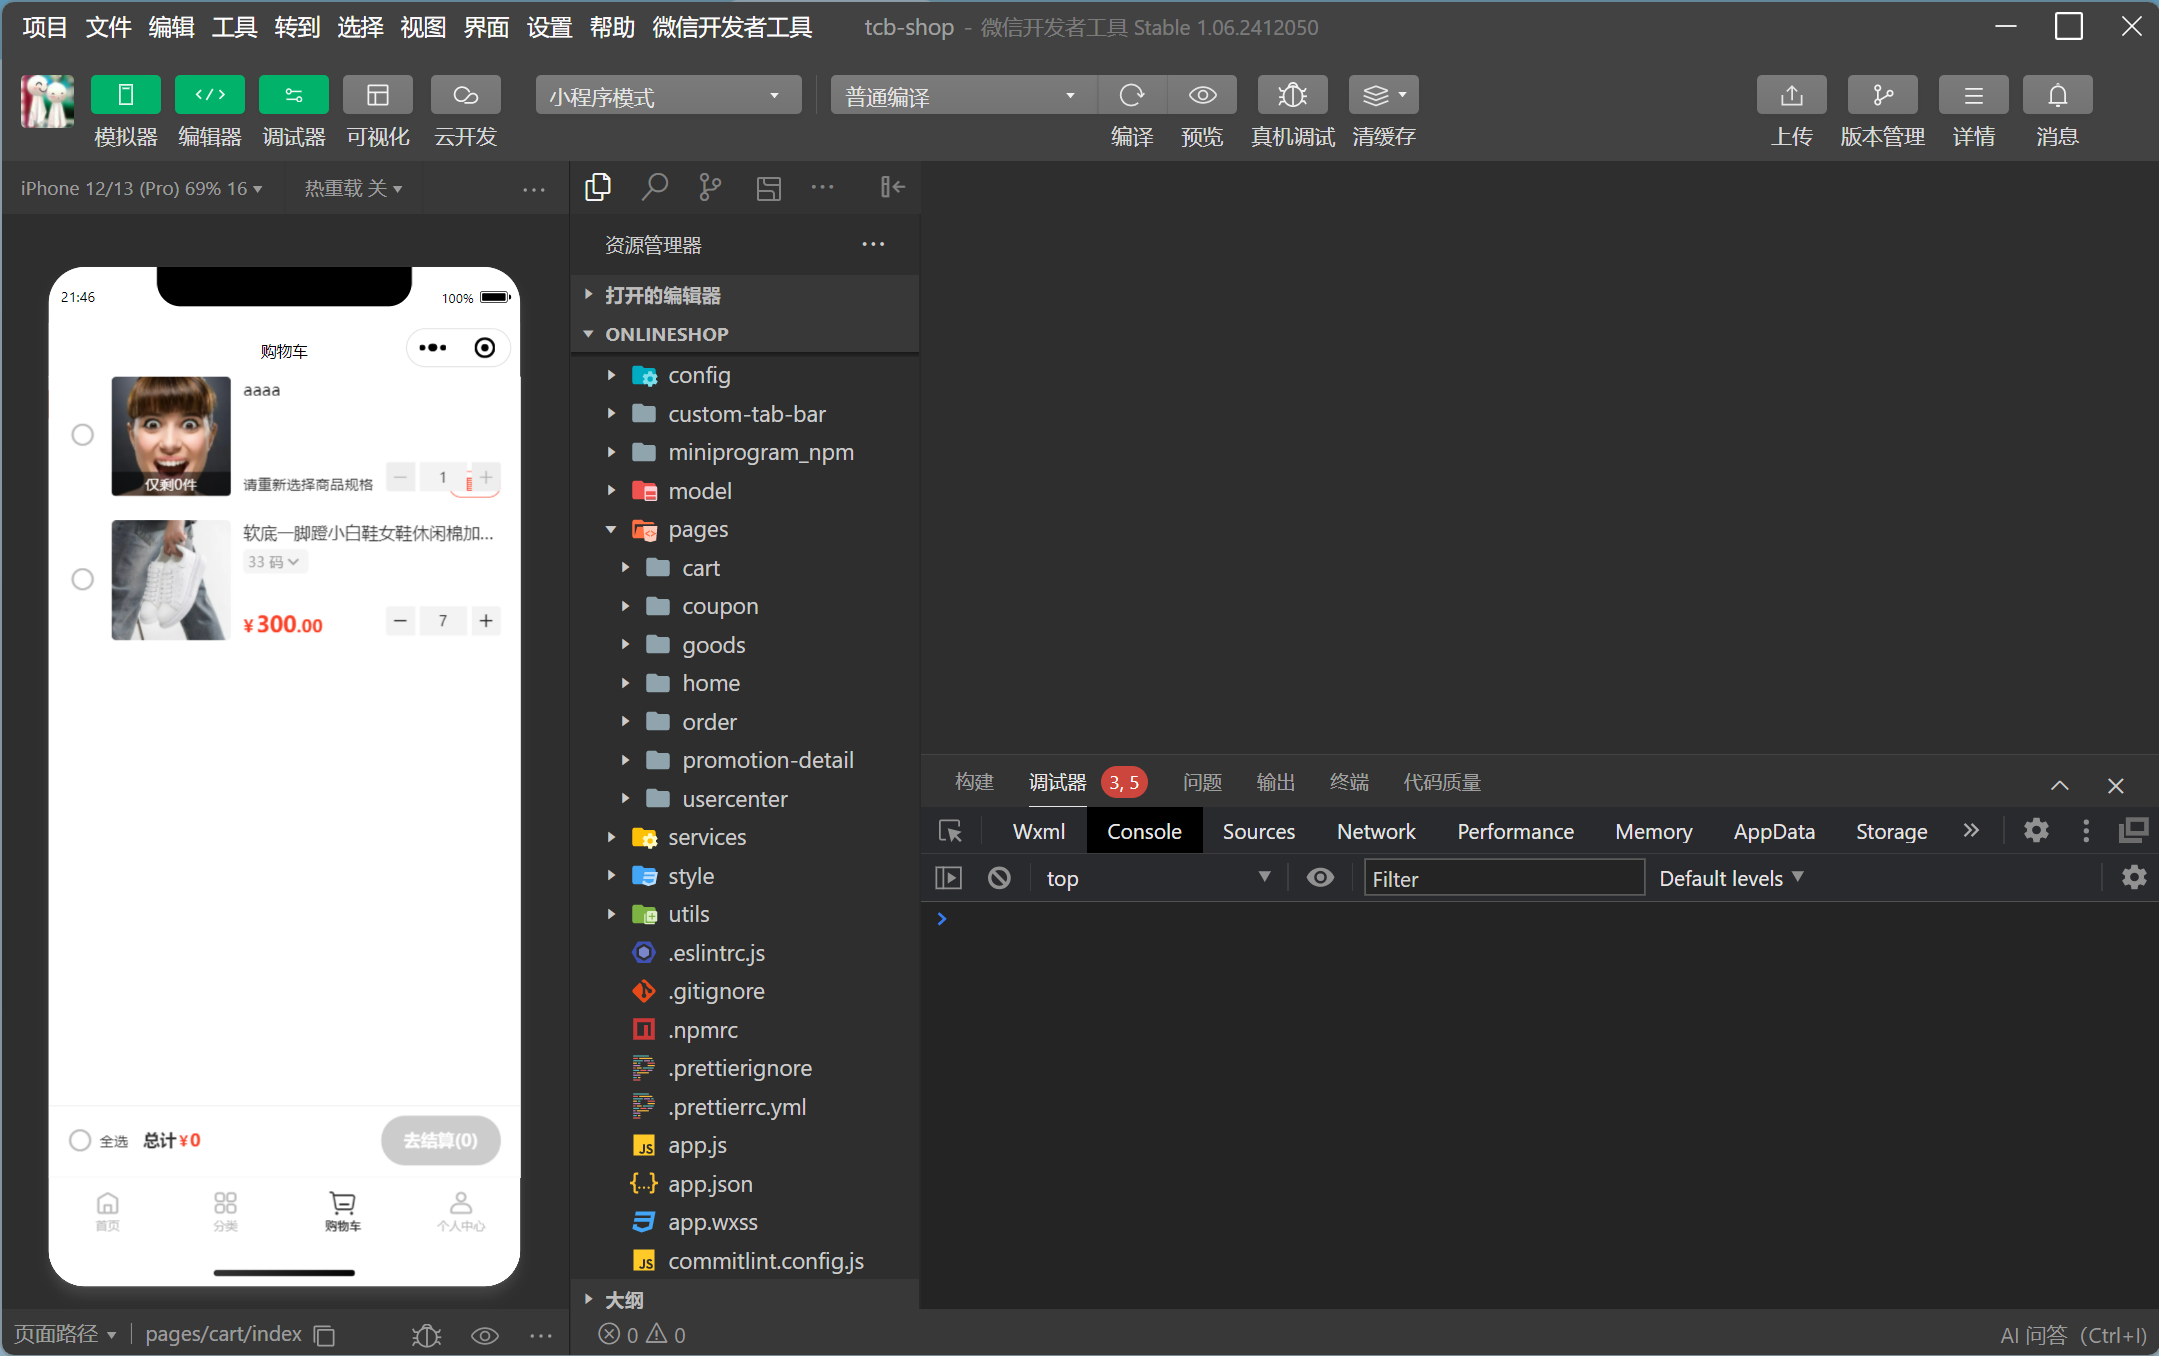 项目 文件 编辑 工具 转到 选择 视图 界面 设置 帮助 微信开发者工具 tcb-shop - 微信开发者工具 Stable 1.06.2412050
小程序模式 普通编译
模拟器 编辑器 调试器 可视化 云开发 编译 预览 真机调试 清缓存 上传 版本管理 详情 消息
iPhone 12/13 (Pro) 69% 16 热重载 关
21:46 100%
购物车
aaaa
仅剩0件
请重新选择商品规格 1
软底一脚蹬小白鞋女鞋休闲棉加...
33 码
¥300.00 7
全选 总计¥0 去结算(0)
首页 分类 购物车 个人中心
页面路径 pages/cart/index
资源管理器
打开的编辑器
ONLINESHOP
config
custom-tab-bar
miniprogram_npm
model
pages
cart
coupon
goods
home
order
promotion-detail
usercenter
services
style
utils
.eslintrc.js
.gitignore
.npmrc
.prettierignore
.prettierrc.yml
app.js
app.json
app.wxss
commitlint.config.js
大纲
0 0
构建 调试器 3, 5 问题 输出 终端 代码质量
Wxml Console Sources Network Performance Memory AppData Storage
top Filter Default levels
AI 问答 (Ctrl+I)